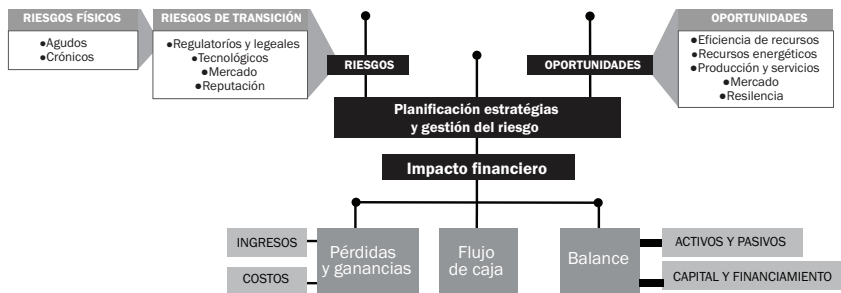 RIESGOS FÍSICOS
●Agudos
●Crónicos
RIESGOS DE TRANSICIÓN
●Regulatoríos y legeales
●Tecnológicos
●Mercado
●Reputación
RIESGOS
OPORTUNIDADES
OPORTUNIDADES
●Eficiencia de recursos
●Recursos energéticos
●Producción y servicios
●Mercado
●Resilencia
Planificación estratégias
y gestión del riesgo
Impacto financiero
INGRESOS
COSTOS
Pérdidas
y ganancias
Flujo
de caja
Balance
ACTIVOS Y PASIVOS
CAPITAL Y FINANCIAMIENTO